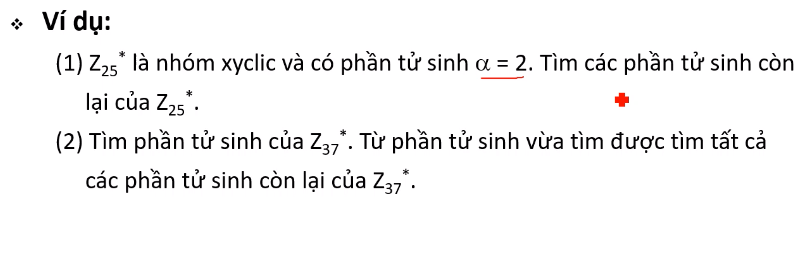 ❖ Ví dụ:
(1) Z₂₅* là nhóm xyclic và có phần tử sinh α = 2. Tìm các phần tử sinh còn
lại của Z₂₅*.
(2) Tìm phần tử sinh của Z₃₇*. Từ phần tử sinh vừa tìm được tìm tất cả
các phần tử sinh còn lại của Z₃₇*.